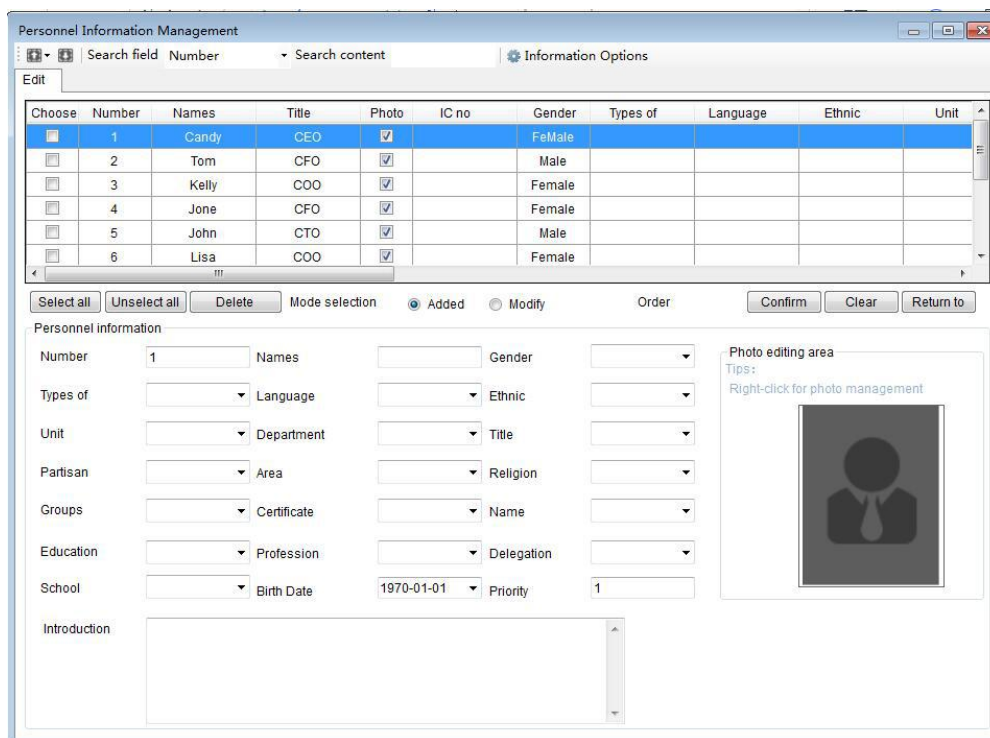 Personnel Information Management
Search field Number Search content Information Options
Edit
Choose Number Names Title Photo IC no Gender Types of Language Ethnic Unit
1 Candy CEO FeMale
2 Tom CFO Male
3 Kelly COO Female
4 Jone CFO Female
5 John CTO Male
6 Lisa COO Female
Select all Unselect all Delete Mode selection Added Modify Order Confirm Clear Return to
Personnel information
Number 1 Names Gender
Photo editing area
Tips:
Right-click for photo management
Types of Language Ethnic
Unit Department Title
Partisan Area Religion
Groups Certificate Name
Education Profession Delegation
School Birth Date 1970-01-01 Priority 1
Introduction